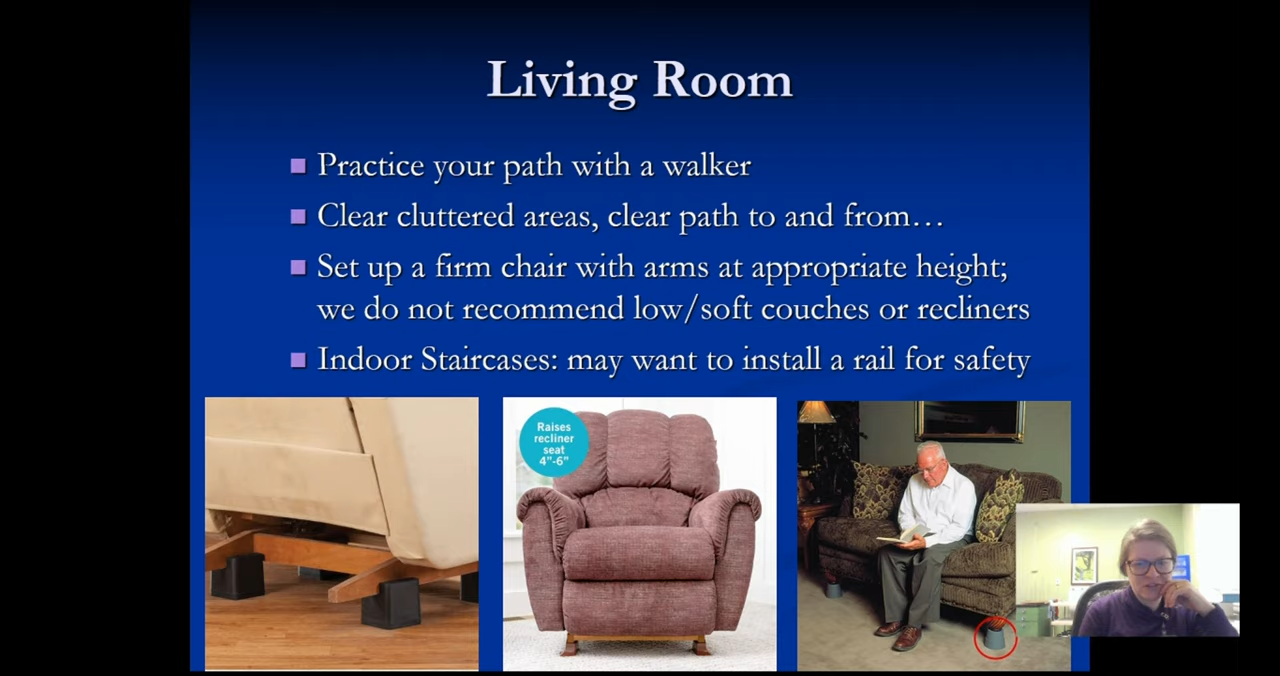 Living Room
Practice your path with a walker
Clear cluttered areas, clear path to and from…
Set up a firm chair with arms at appropriate height;
we do not recommend low/soft couches or recliners
Indoor Staircases: may want to install a rail for safety
Raises
recliner
seat
4"-6"